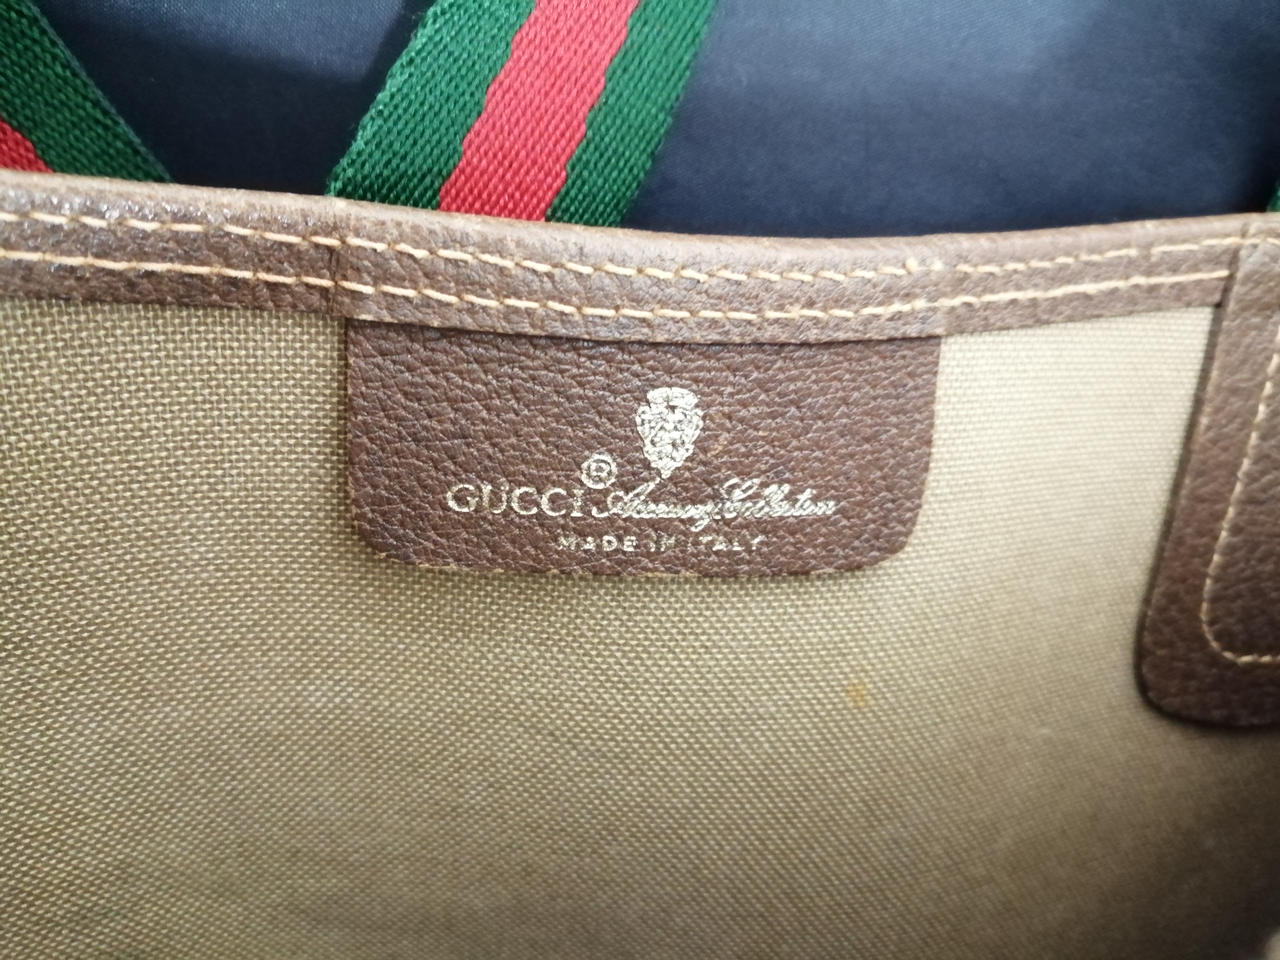 ®
GUCCI Accessory Collection
MADE IN ITALY